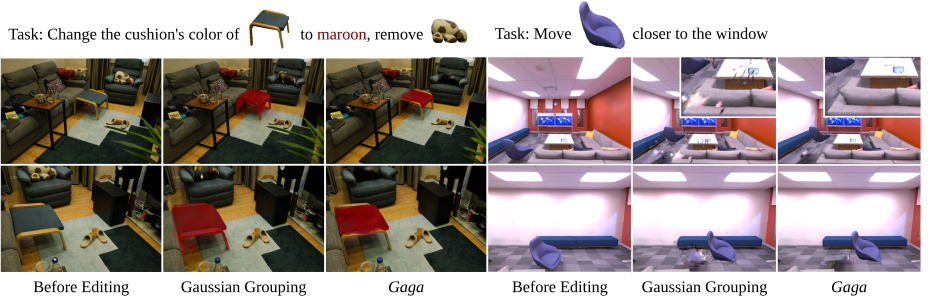 Task: Change the cushion's color of to maroon, remove
Task: Move closer to the window
Before Editing
Gaussian Grouping
Gaga
Before Editing
Gaussian Grouping
Gaga